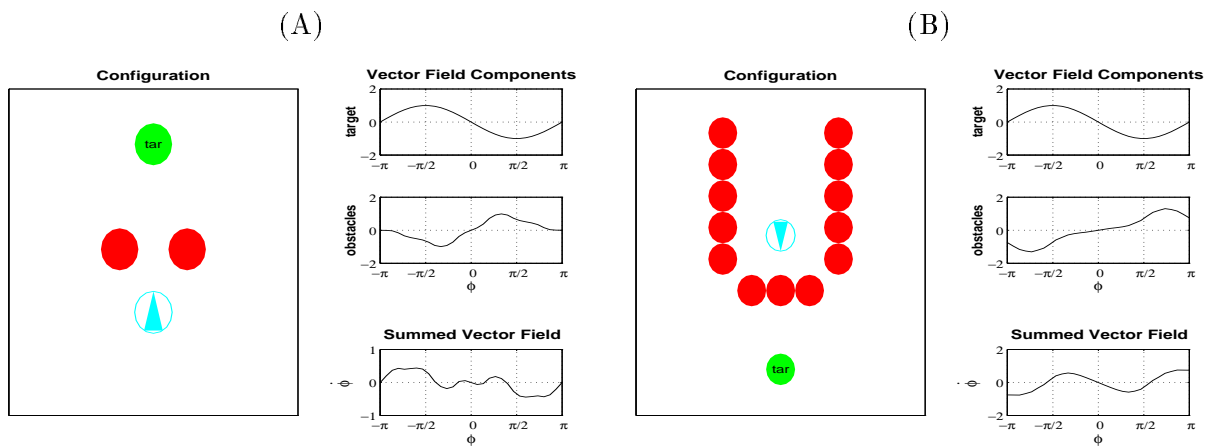 (A)
(B)
Configuration
Vector Field Components
Configuration
Vector Field Components
tar
target
2
0
−2
−π −π/2 0 π/2 π
obstacles
2
0
−2
−π −π/2 0 π/2 π
ϕ
Summed Vector Field
ϕ̇
1
0
−1
−π −π/2 0 π/2 π
ϕ
target
2
0
−2
−π −π/2 0 π/2 π
obstacles
2
0
−2
−π −π/2 0 π/2 π
ϕ
tar
Summed Vector Field
ϕ̇
2
0
−2
−π −π/2 0 π/2 π
ϕ